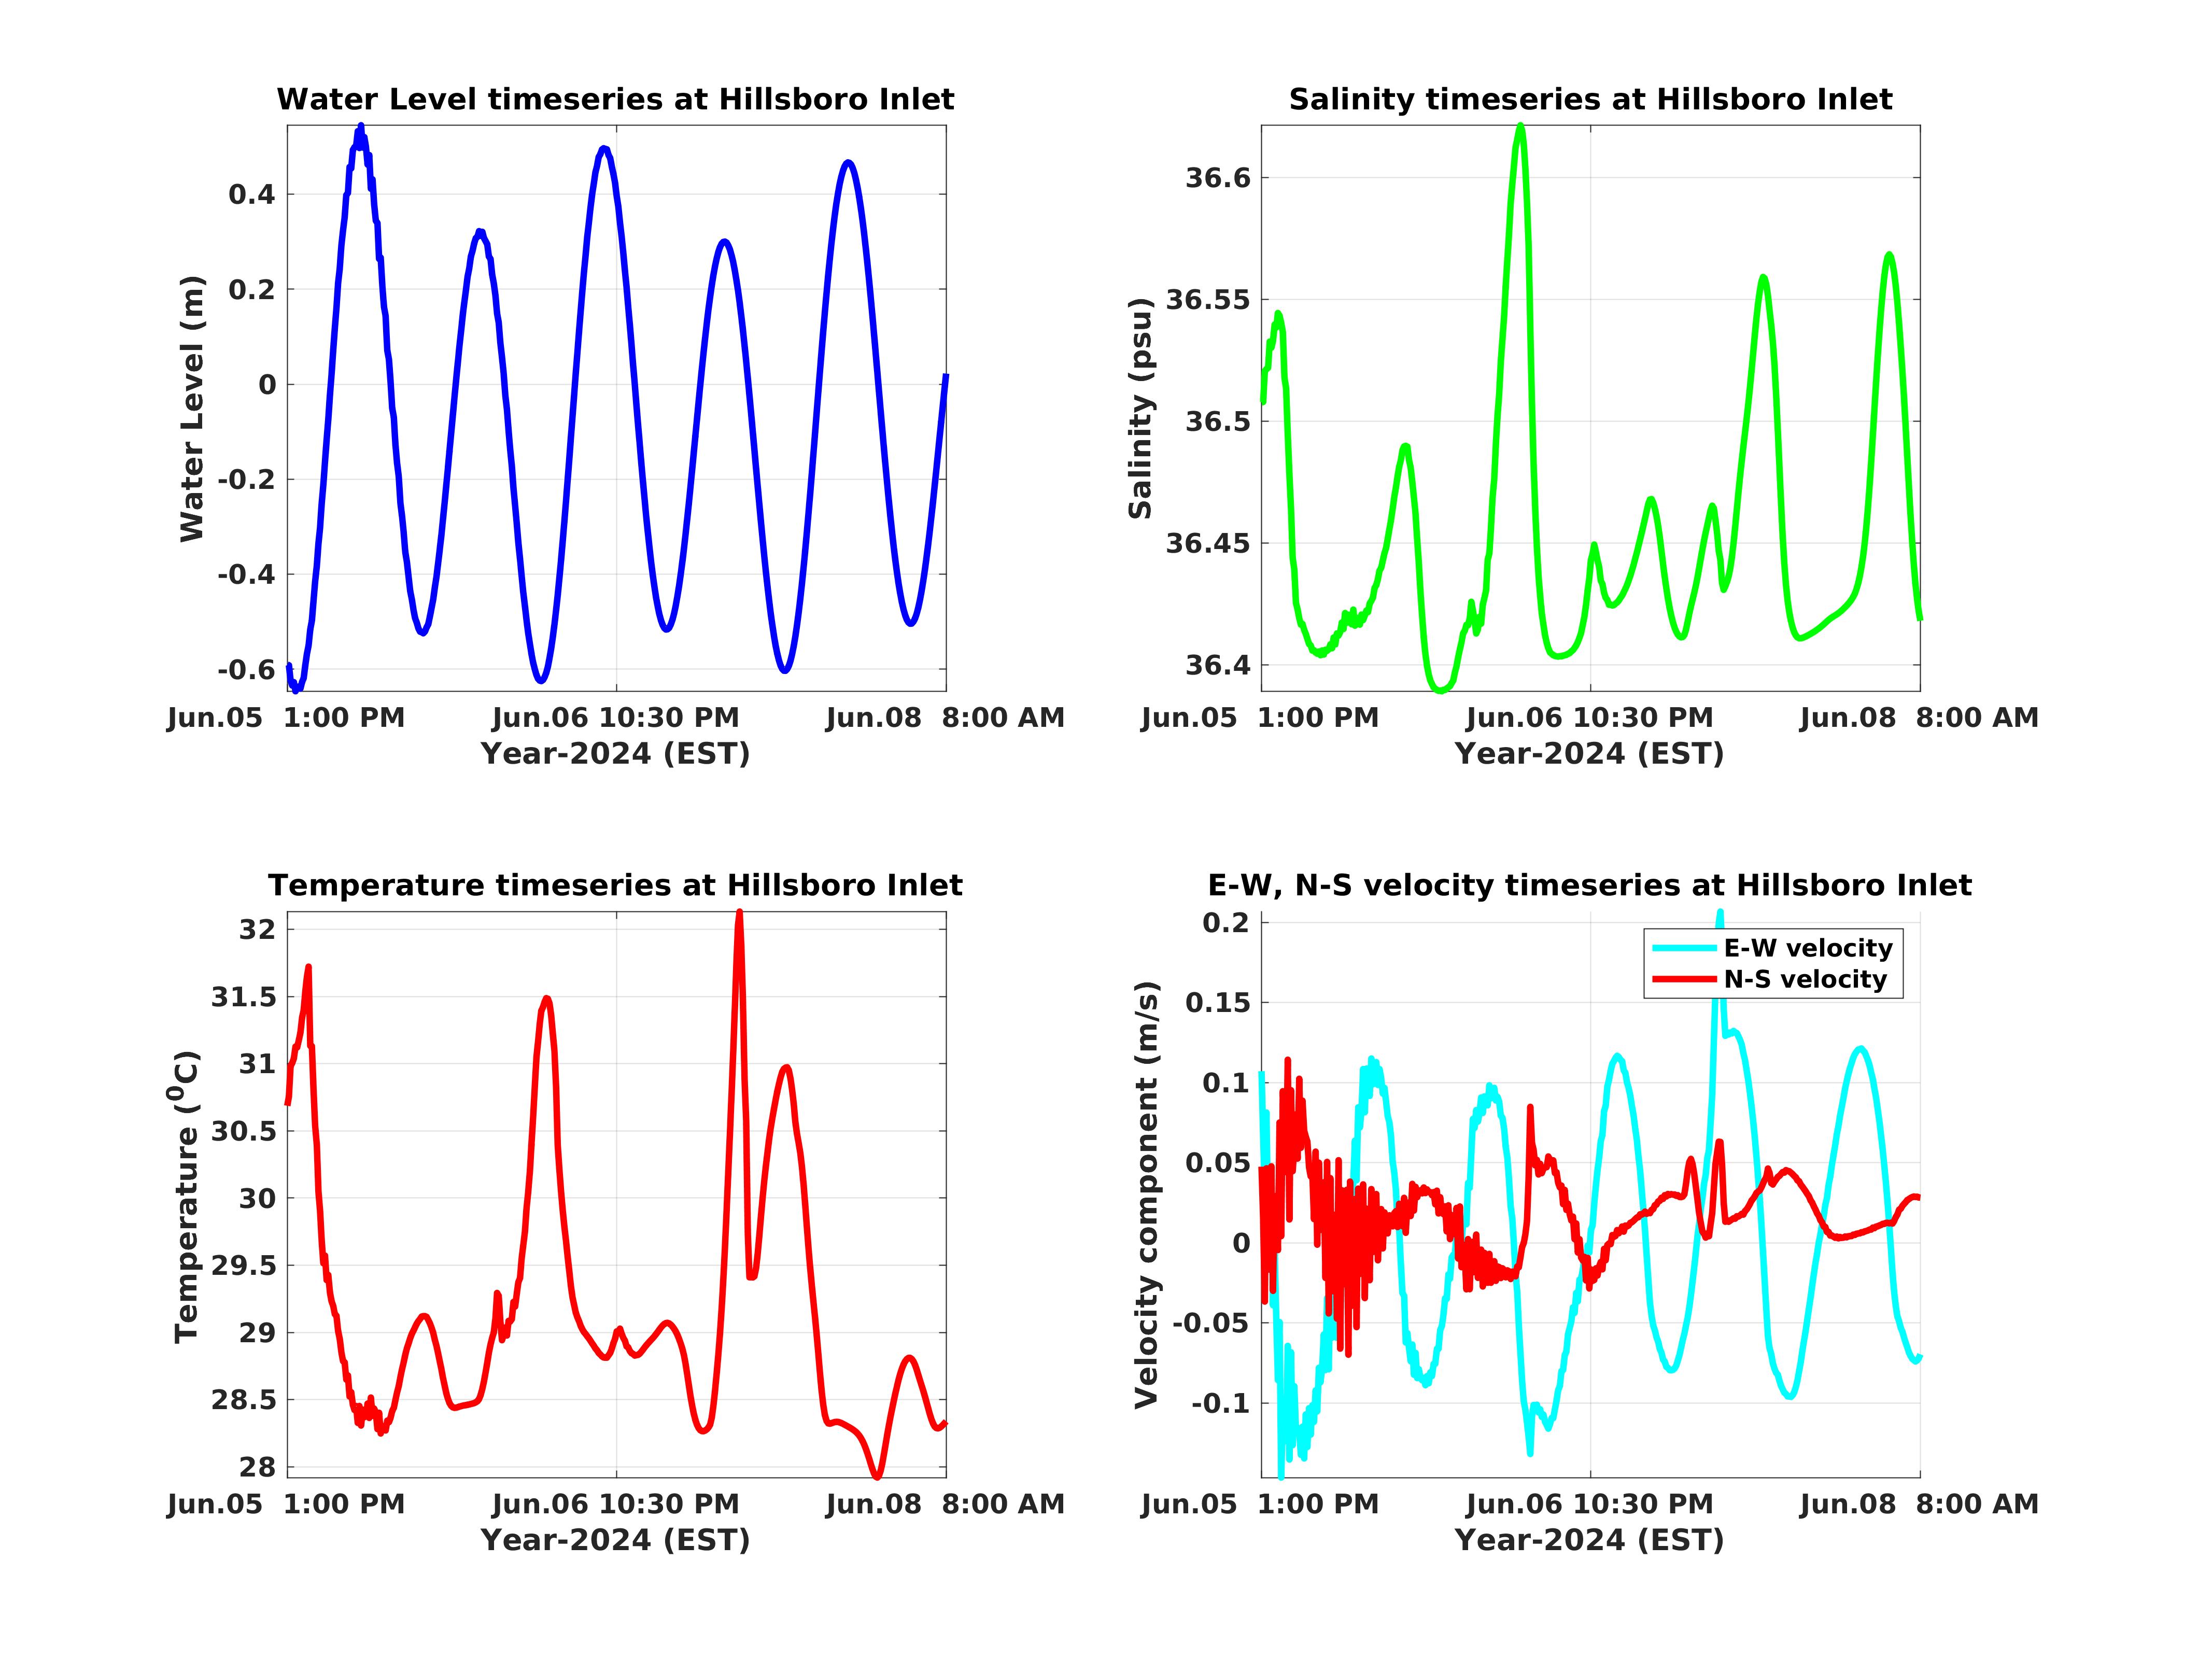 Water Level timeseries at Hillsboro Inlet
Water Level (m)
0.4
0.2
0
-0.2
-0.4
-0.6
Jun.05 1:00 PM
Jun.06 10:30 PM
Jun.08 8:00 AM
Year-2024 (EST)
Salinity timeseries at Hillsboro Inlet
Salinity (psu)
36.6
36.55
36.5
36.45
36.4
Jun.05 1:00 PM
Jun.06 10:30 PM
Jun.08 8:00 AM
Year-2024 (EST)
Temperature timeseries at Hillsboro Inlet
Temperature (⁰C)
32
31.5
31
30.5
30
29.5
29
28.5
28
Jun.05 1:00 PM
Jun.06 10:30 PM
Jun.08 8:00 AM
Year-2024 (EST)
E-W, N-S velocity timeseries at Hillsboro Inlet
Velocity component (m/s)
0.2
0.15
0.1
0.05
0
-0.05
-0.1
E-W velocity
N-S velocity
Jun.05 1:00 PM
Jun.06 10:30 PM
Jun.08 8:00 AM
Year-2024 (EST)